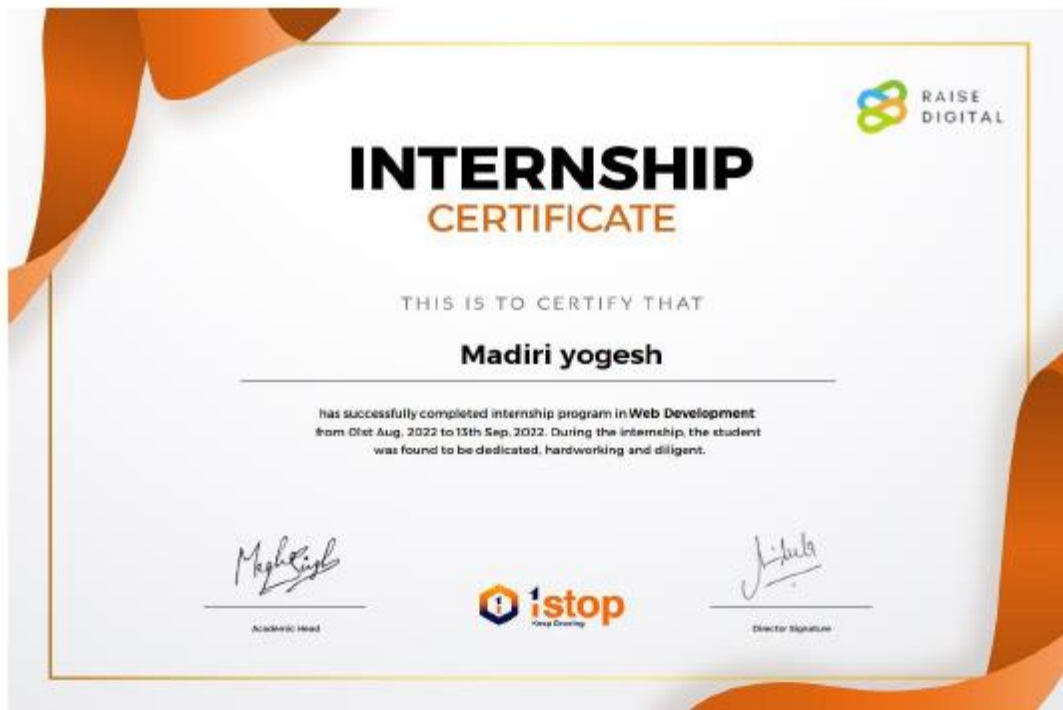 RAISE
DIGITAL
INTERNSHIP
CERTIFICATE
THIS IS TO CERTIFY THAT
Madiri yogesh
has successfully completed internship program in Web Development
from 01st Aug, 2022 to 13th Sep, 2022. During the internship, the student
was found to be dedicated, hardworking and diligent.
1stop
Keep Growing
Academic Head
Director Signature